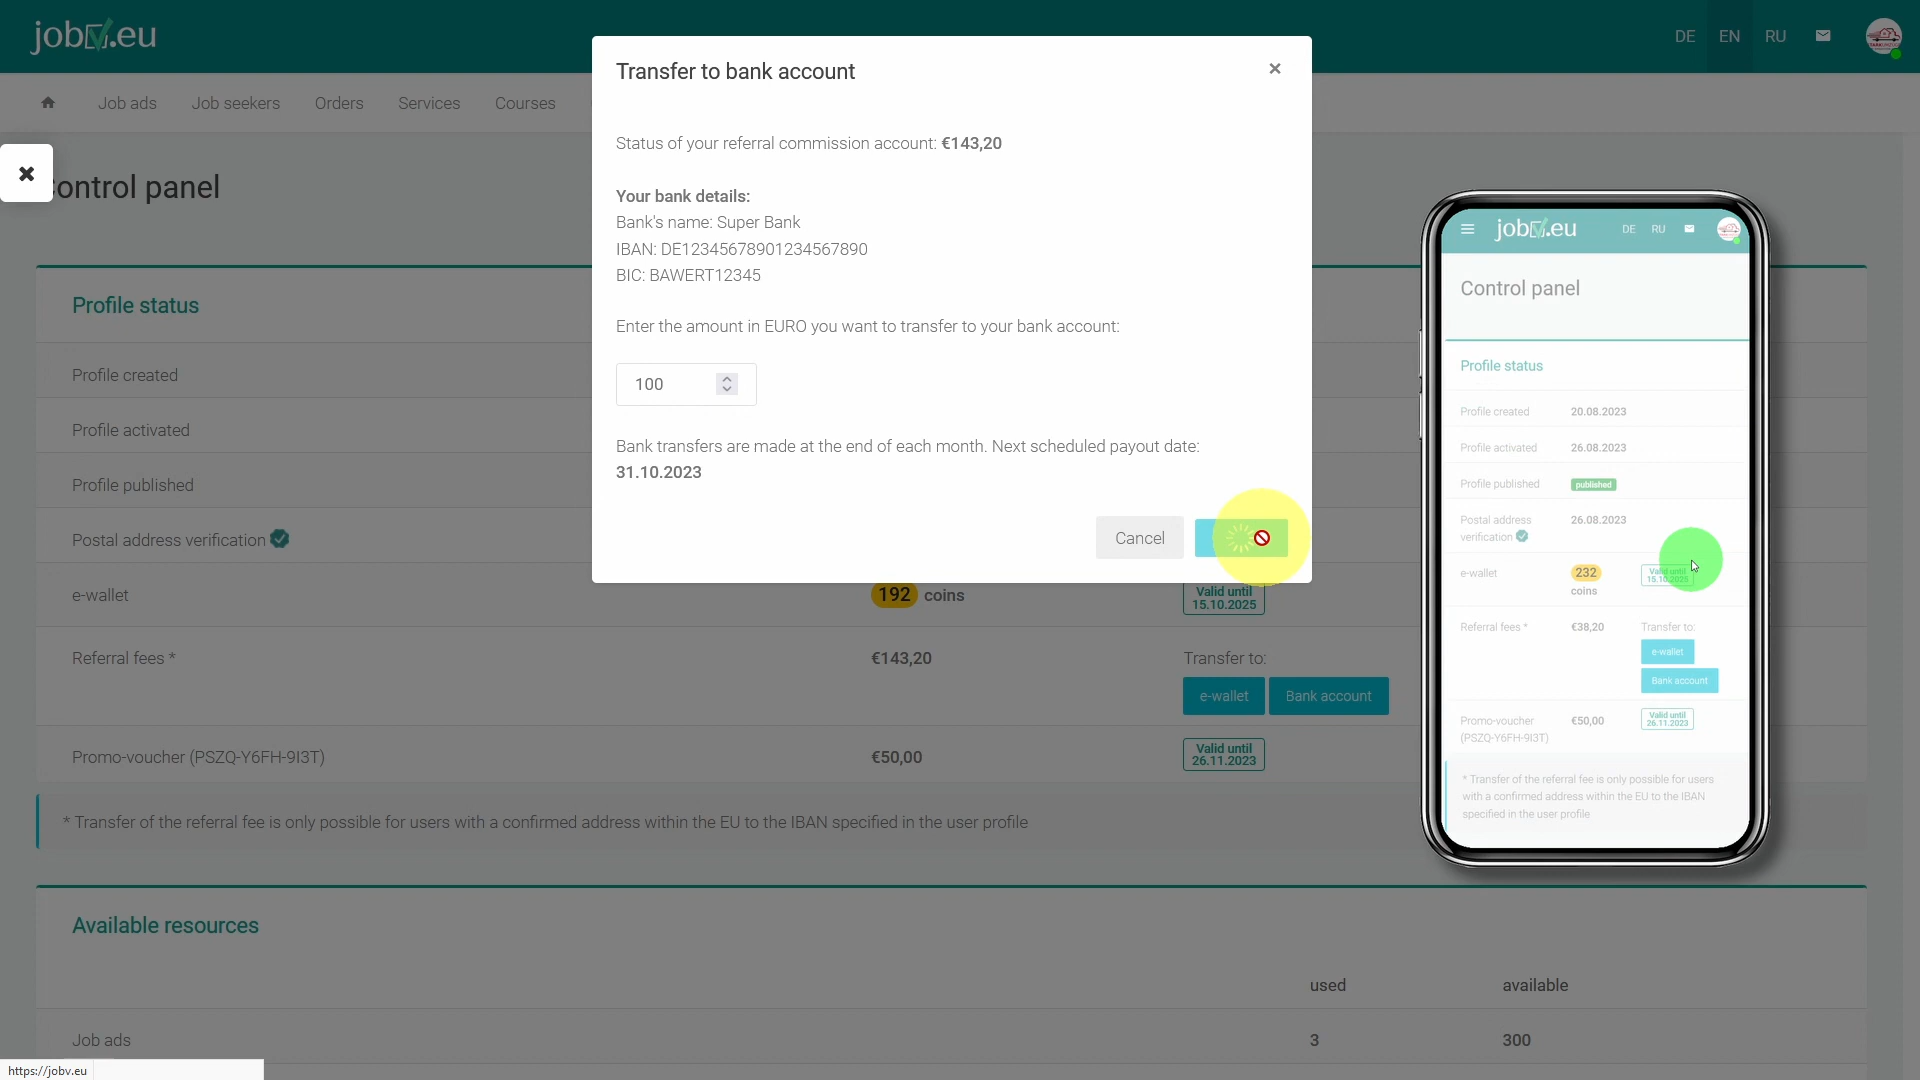 jobv.eu
DE EN RU
Job ads Job seekers Orders Services Courses
Control panel
Transfer to bank account
Status of your referral commission account: €143,20
Your bank details:
Bank's name: Super Bank
IBAN: DE12345678901234567890
BIC: BAWERT12345
Enter the amount in EURO you want to transfer to your bank account:
100
Bank transfers are made at the end of each month. Next scheduled payout date:
31.10.2023
Cancel
Profile status
Profile created
Profile activated
Profile published
Postal address verification
e-wallet 192 coins Valid until
15.10.2025
Referral fees * €143,20 Transfer to:
e-wallet Bank account
Promo-voucher (PSZQ-Y6FH-9I3T) €50,00 Valid until
26.11.2023
* Transfer of the referral fee is only possible for users with a confirmed address within the EU to the IBAN specified in the user profile
Available resources
used available
Job ads 3 300
https://jobv.eu
jobv.eu DE RU
Control panel
Profile status
Profile created 20.08.2023
Profile activated 26.08.2023
Profile published published
Postal address 26.08.2023
verification
e-wallet 232 Valid until
coins 15.10.2025
Referral fees * €38,20 Transfer to:
e-wallet
Bank account
Promo-voucher €50,00 Valid until
(PSZQ-Y6FH-9I3T) 26.11.2023
* Transfer of the referral fee is only possible for users
with a confirmed address within the EU to the IBAN
specified in the user profile